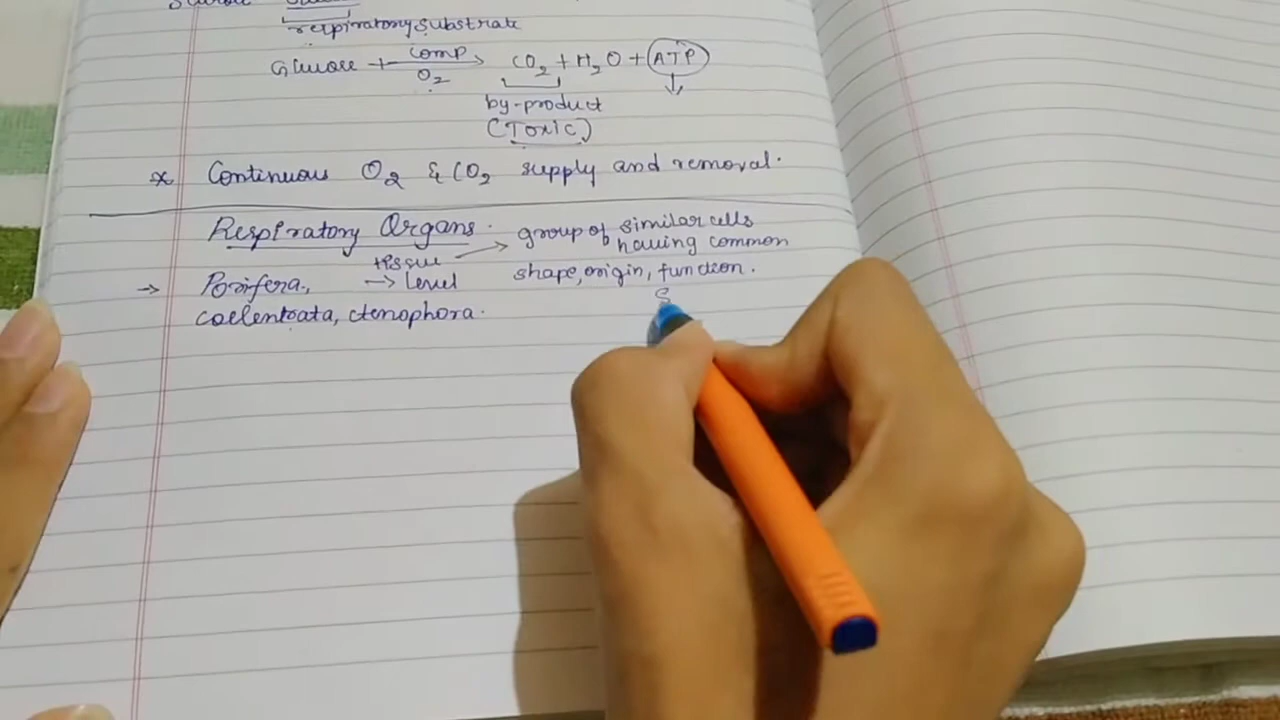 respiratory substrate
Glucose + comp → CO2 + H2O + ATP
O2
by-product
(Toxic)
* Continuous O2 & CO2 supply and removal.
Respiratory Organs.
→ group of similar cells
having common
shape, origin, function.
tissue
→ Porifera, → level
coelentrata, ctenophora.
S